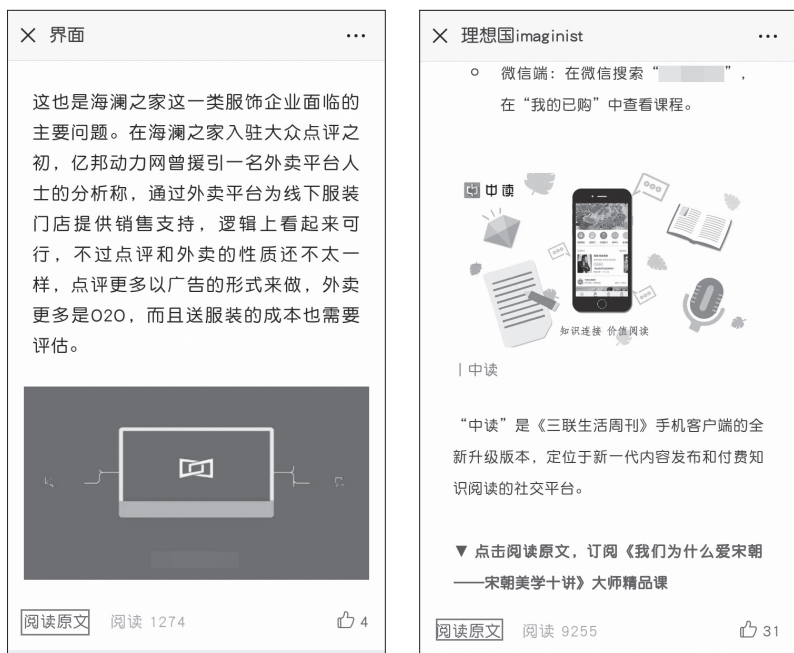 界面
这也是海澜之家这一类服饰企业面临的
主要问题。在海澜之家入驻大众点评之
初，亿邦动力网曾援引一名外卖平台人
士的分析称，通过外卖平台为线下服装
门店提供销售支持，逻辑上看起来可
行，不过点评和外卖的性质还不太一
样，点评更多以广告的形式来做，外卖
更多是O2O，而且送服装的成本也需要
评估。
阅读原文 阅读 1274 4
理想国imaginist
微信端：在微信搜索“ ”，
在“我的已购”中查看课程。
中读
知识连接 价值阅读
| 中读
“中读”是《三联生活周刊》手机客户端的全
新升级版本，定位于新一代内容发布和付费知
识阅读的社交平台。
▼ 点击阅读原文，订阅《我们为什么爱宋朝
——宋朝美学十讲》大师精品课
阅读原文 阅读 9255 31